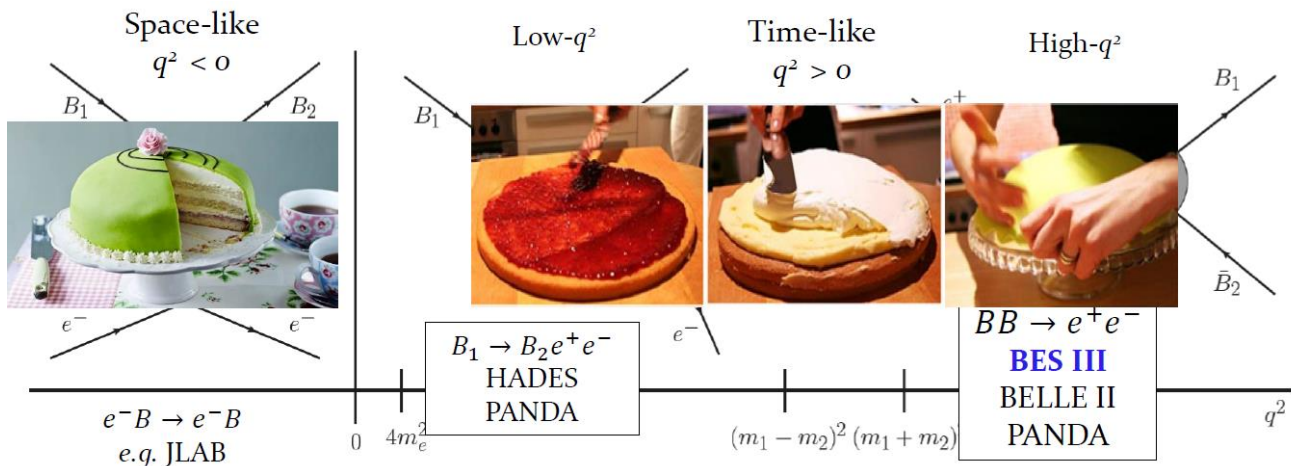 Space-like
q² < 0
Low-q²
Time-like
q² > 0
High-q²
B₁
B₂
B₁
e⁺
B₁
e⁻
e⁻
e⁻
B̄₂
B₁ → B₂e⁺e⁻
HADES
PANDA
BB → e⁺e⁻
BES III
BELLE II
PANDA
e⁻B → e⁻B
e.g. JLAB
0
4mₑ²
(m₁ − m₂)²
(m₁ + m₂)
q²